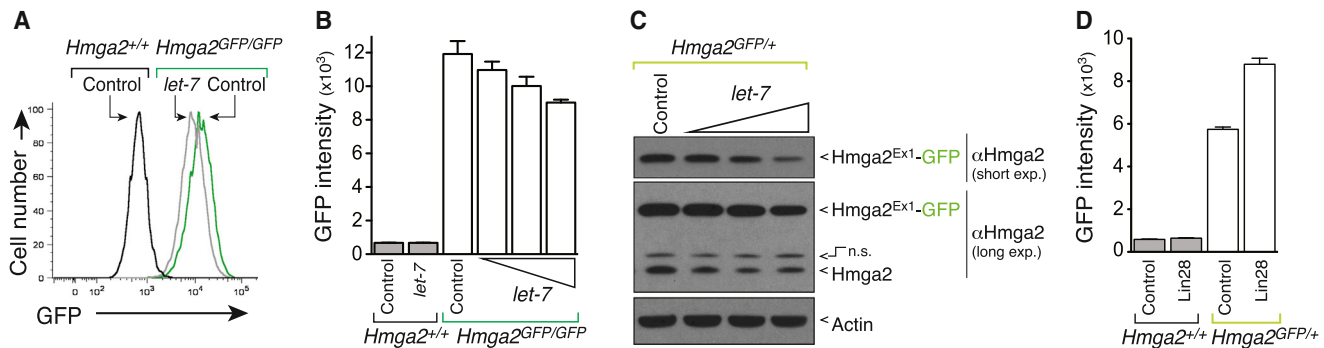 A
Hmga2+/+ Hmga2GFP/GFP
Control let-7 Control
Cell number
100
80
60
40
20
0
0 10² 10³ 10⁴ 10⁵
GFP
B
GFP intensity (x10³)
12
10
8
6
4
2
0
Control
let-7
Control
let-7
Hmga2+/+ Hmga2GFP/GFP
C
Hmga2GFP/+
Control
let-7
<Hmga2Ex1-GFP
αHmga2
(short exp.)
<Hmga2Ex1-GFP
n.s.
<Hmga2
αHmga2
(long exp.)
<Actin
D
GFP intensity (x10³)
10
8
6
4
2
0
Control
Lin28
Control
Lin28
Hmga2+/+
Hmga2GFP/+